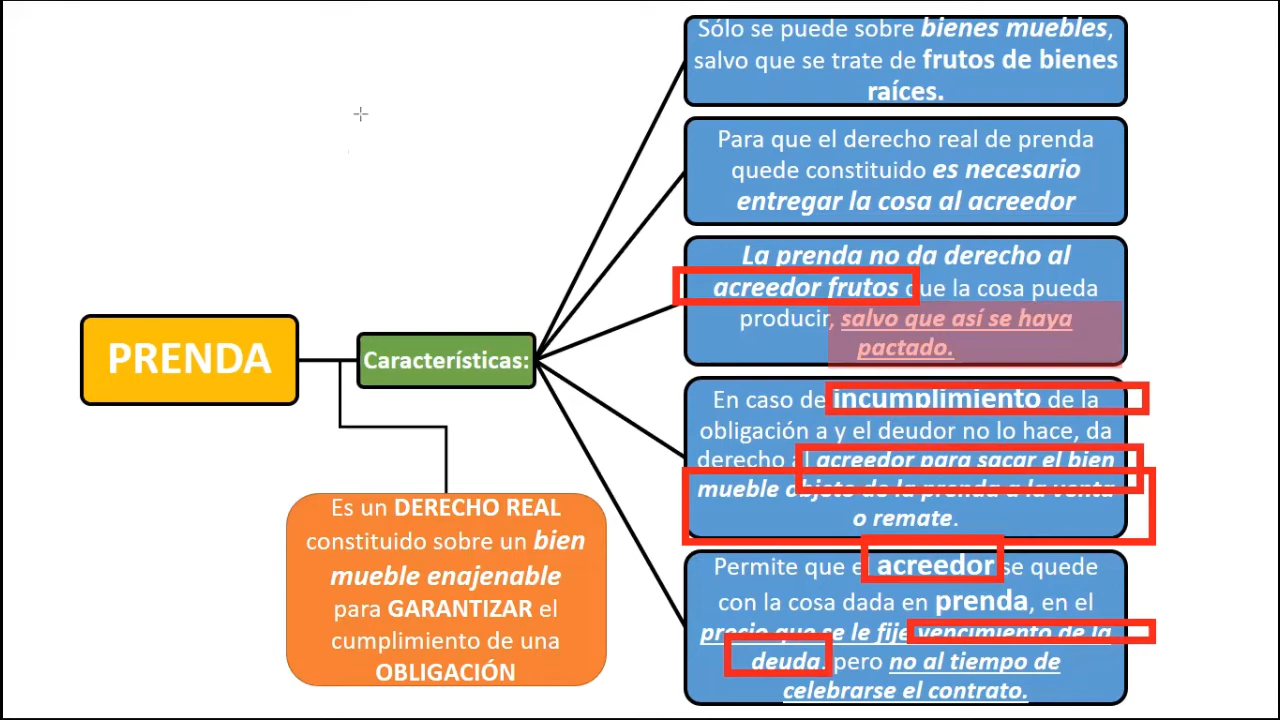 PRENDA
Características:
Es un DERECHO REAL
constituido sobre un bien
mueble enajenable
para GARANTIZAR el
cumplimiento de una
OBLIGACIÓN
Sólo se puede sobre bienes muebles,
salvo que se trate de frutos de bienes
raíces.
Para que el derecho real de prenda
quede constituido es necesario
entregar la cosa al acreedor
La prenda no da derecho al
acreedor frutos que la cosa pueda
producir, salvo que así se haya
pactado.
En caso de incumplimiento de la
obligación a y el deudor no lo hace, da
derecho al acreedor para sacar el bien
mueble objeto de la prenda a la venta
o remate.
Permite que el acreedor se quede
con la cosa dada en prenda, en el
precio que se le fije vencimiento de la
deuda, pero no al tiempo de
celebrarse el contrato.